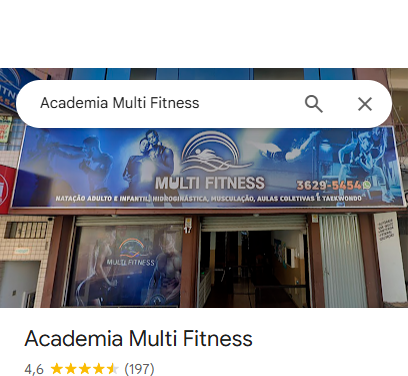 Academia Multi Fitness
MULTI FITNESS
3629-5454
NATAÇÃO ADULTO E INFANTIL, HIDROGINÁSTICA, MUSCULAÇÃO, AULAS COLETIVAS E TAEKWONDO
17
MULTI FITNESS
Academia Multi Fitness
4,6 (197)